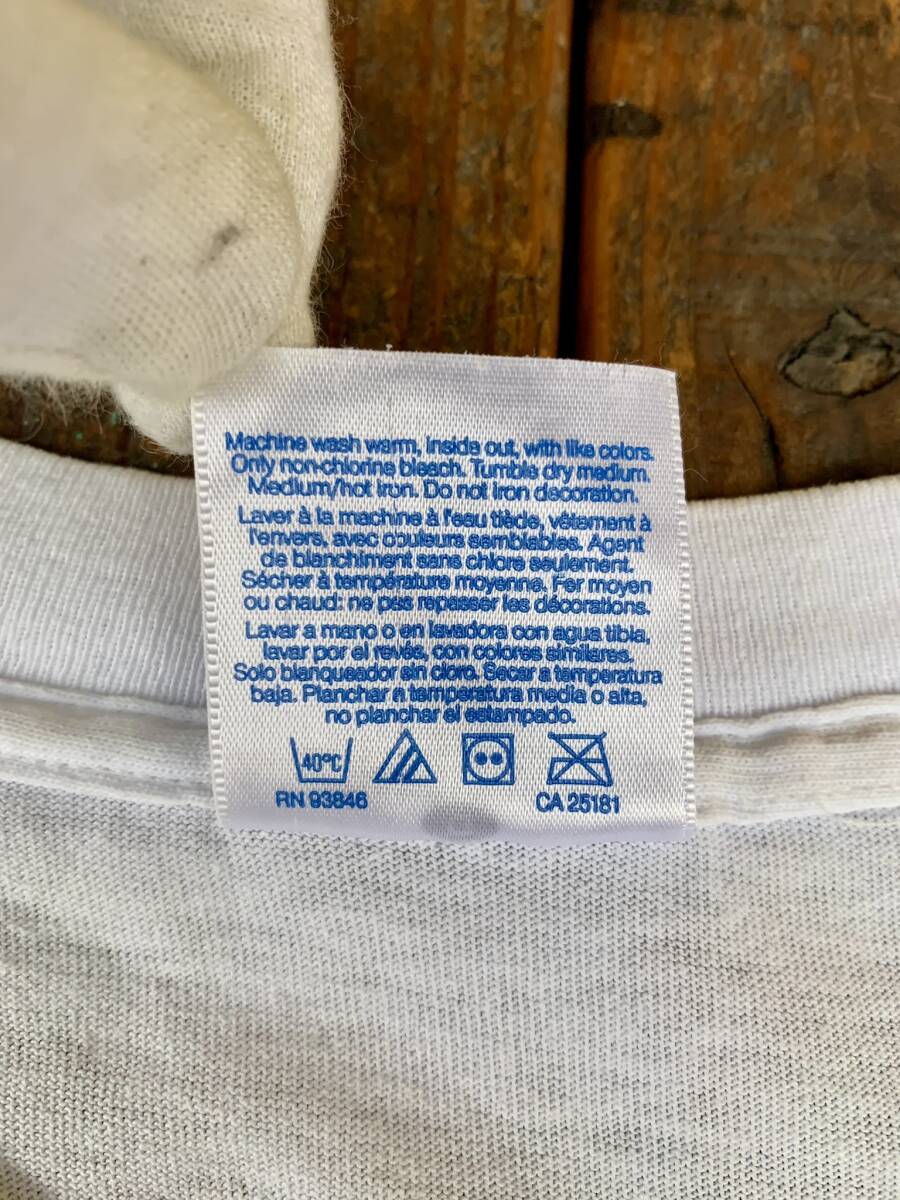 Machine wash warm, inside out, with like colors.
Only non-chlorine bleach. Tumble dry medium.
Medium/hot iron. Do not iron decoration.
Laver à la machine à l'eau tiède, vêtement à
l'envers, avec couleurs semblables. Agent
de blanchiment sans chlore seulement.
Sécher à température moyenne. Fer moyen
ou chaud: ne pas repasser les décorations.
Lavar a mano o en lavadora con agua tibia,
lavar por el revés, con colores similares.
Solo blanqueador sin cloro. Secar a temperatura
baja. Planchar a temperatura media o alta,
no planchar el estampado.
40°C
RN 93846 CA 25181